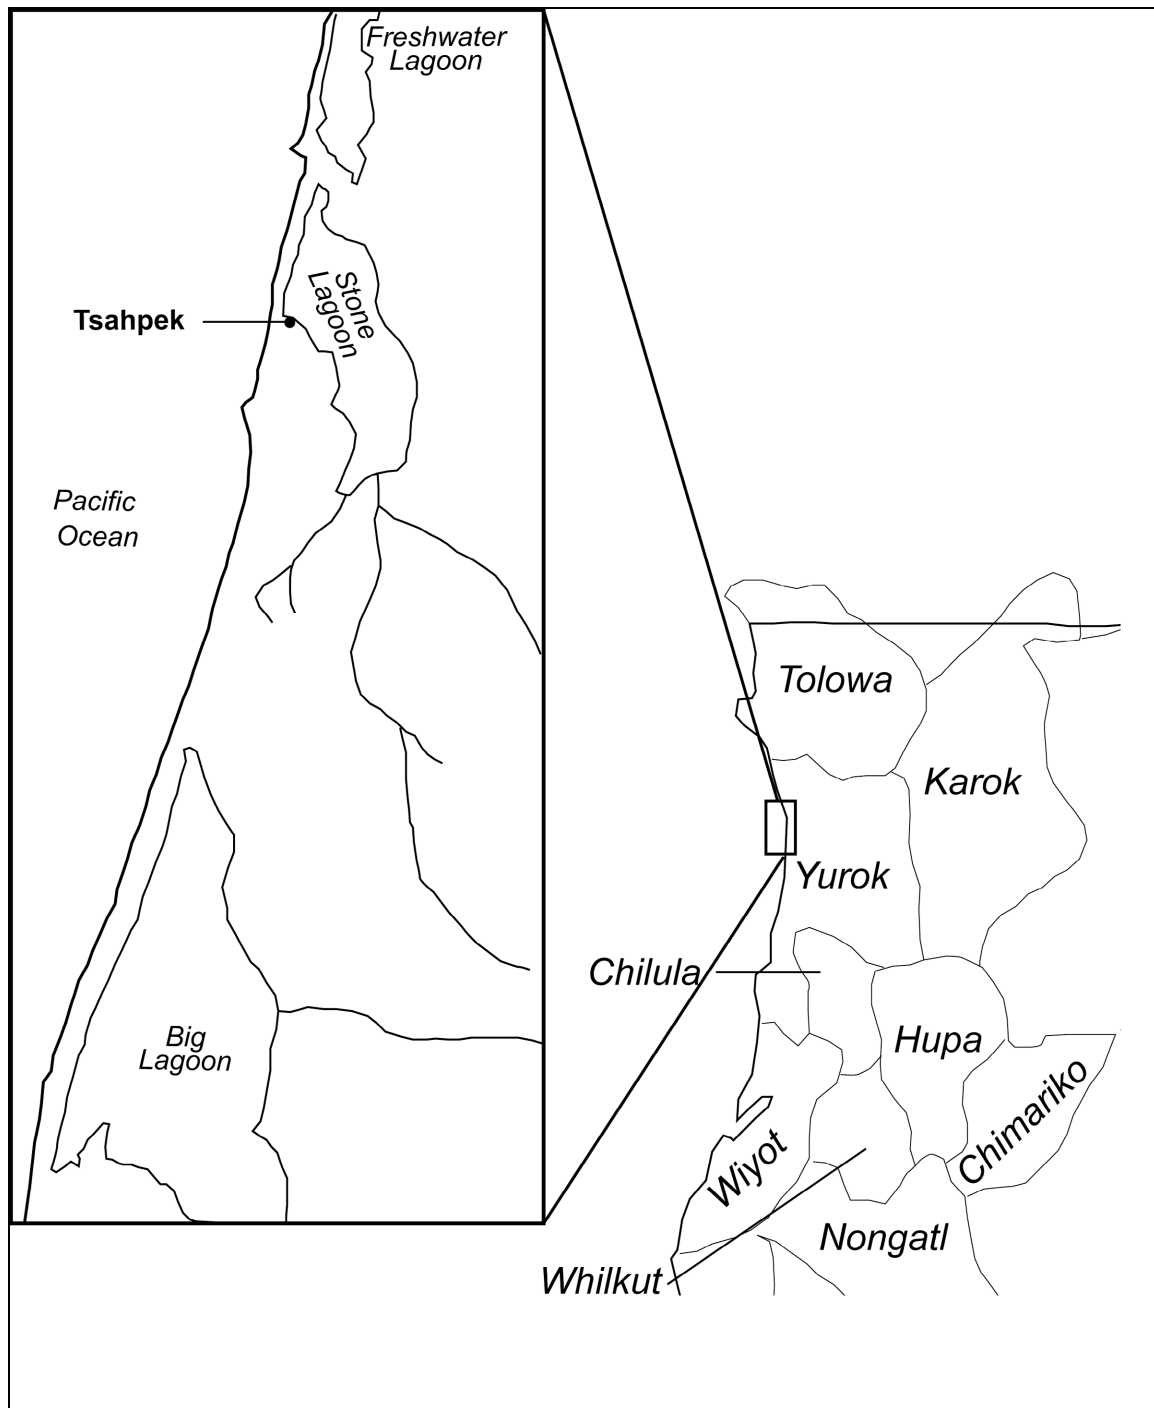 Freshwater
Lagoon
Stone
Lagoon
Tsahpek
Pacific
Ocean
Big
Lagoon
Tolowa
Karok
Yurok
Chilula
Hupa
Chimariko
Wiyot
Nongatl
Whilkut